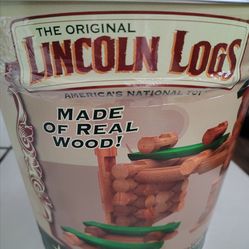 THE ORIGINAL
LINCOLN LOGS
AMERICA'S NATIONAL TOY
MADE
OF REAL
WOOD!